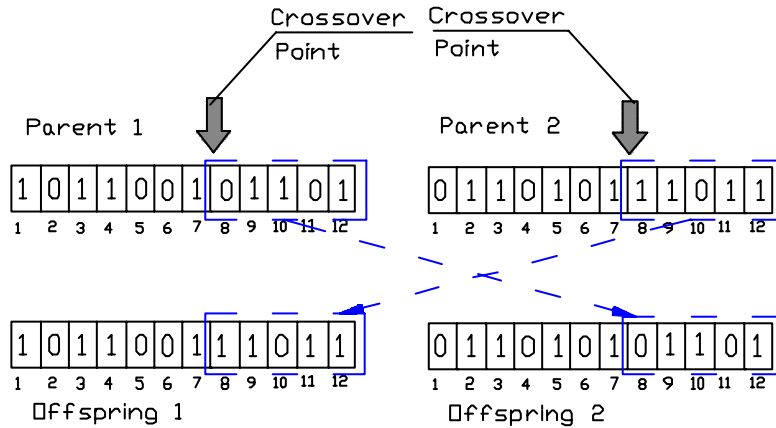 Crossover Crossover
Point Point
Parent 1 Parent 2
1 0 1 1 0 0 1 0 1 1 0 1 0 1 1 0 1 0 1 1 1 0 1 1
1 2 3 4 5 6 7 8 9 10 11 12 1 2 3 4 5 6 7 8 9 10 11 12
1 0 1 1 0 0 1 1 1 0 1 1 0 1 1 0 1 0 1 0 1 1 0 1
1 2 3 4 5 6 7 8 9 10 11 12 1 2 3 4 5 6 7 8 9 10 11 12
Offspring 1 Offspring 2